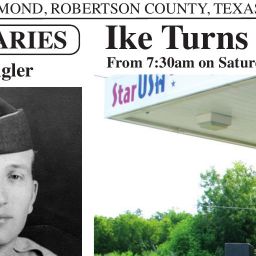 MOND, ROBERTSON COUNTY, TEXAS
ARIES
gler
Ike Turns
From 7:30am on Satur
Star USA